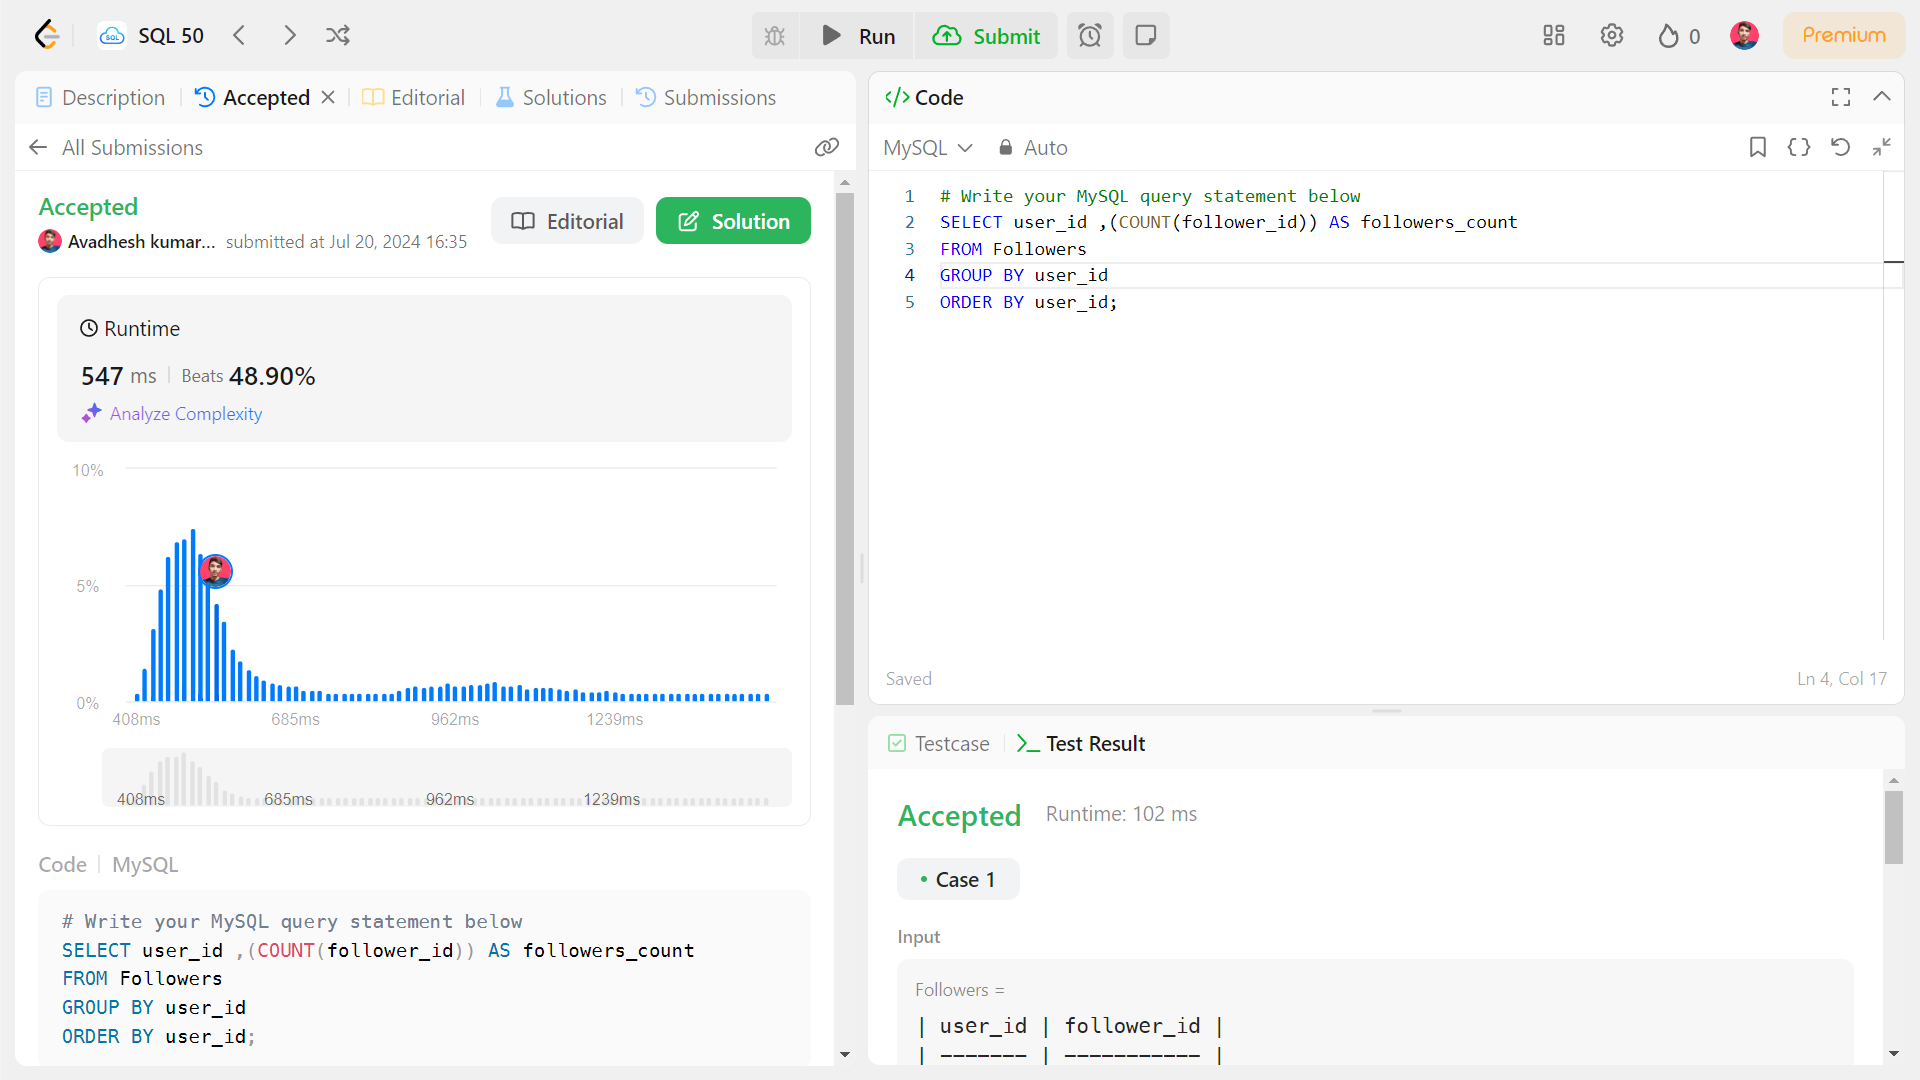 SQL 50
Run
Submit
0
Premium
Description
Accepted
Editorial
Solutions
Submissions
All Submissions
Accepted
Editorial
Solution
Avadhesh kumar...
submitted at Jul 20, 2024 16:35
Runtime
547 ms
Beats 48.90%
Analyze Complexity
10%
5%
0%
408ms 685ms 962ms 1239ms
408ms 685ms 962ms 1239ms
Code
MySQL
# Write your MySQL query statement below
SELECT user_id ,(COUNT(follower_id)) AS followers_count
FROM Followers
GROUP BY user_id
ORDER BY user_id;
</> Code
MySQL
Auto
1 # Write your MySQL query statement below
2 SELECT user_id ,(COUNT(follower_id)) AS followers_count
3 FROM Followers
4 GROUP BY user_id
5 ORDER BY user_id;
Saved
Ln 4, Col 17
Testcase
>_ Test Result
Accepted
Runtime: 102 ms
• Case 1
Input
Followers =
| user_id | follower_id |
| ------- | ----------- |